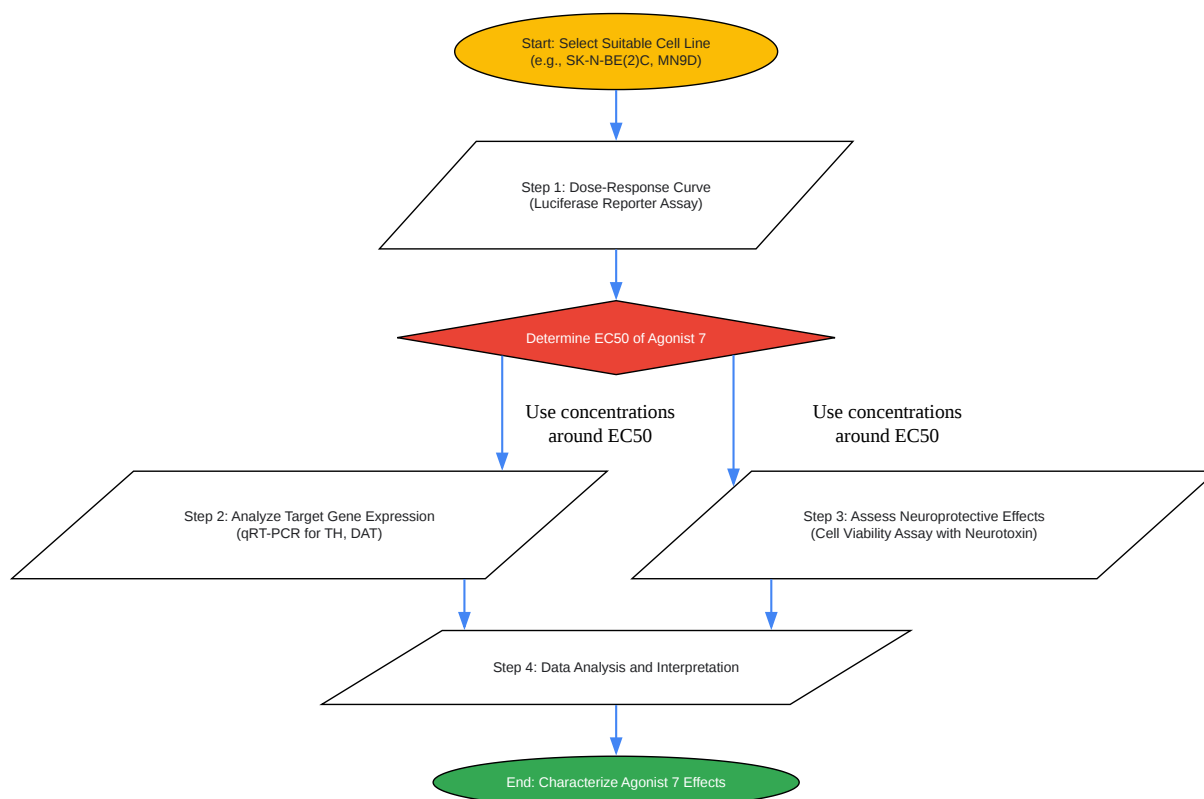 Start: Select Suitable Cell Line
(e.g., SK-N-BE(2)C, MN9D)
Step 1: Dose-Response Curve
(Luciferase Reporter Assay)
Determine EC50 of Agonist 7
Use concentrations
around EC50
Use concentrations
around EC50
Step 2: Analyze Target Gene Expression
(qRT-PCR for TH, DAT)
Step 3: Assess Neuroprotective Effects
(Cell Viability Assay with Neurotoxin)
Step 4: Data Analysis and Interpretation
End: Characterize Agonist 7 Effects